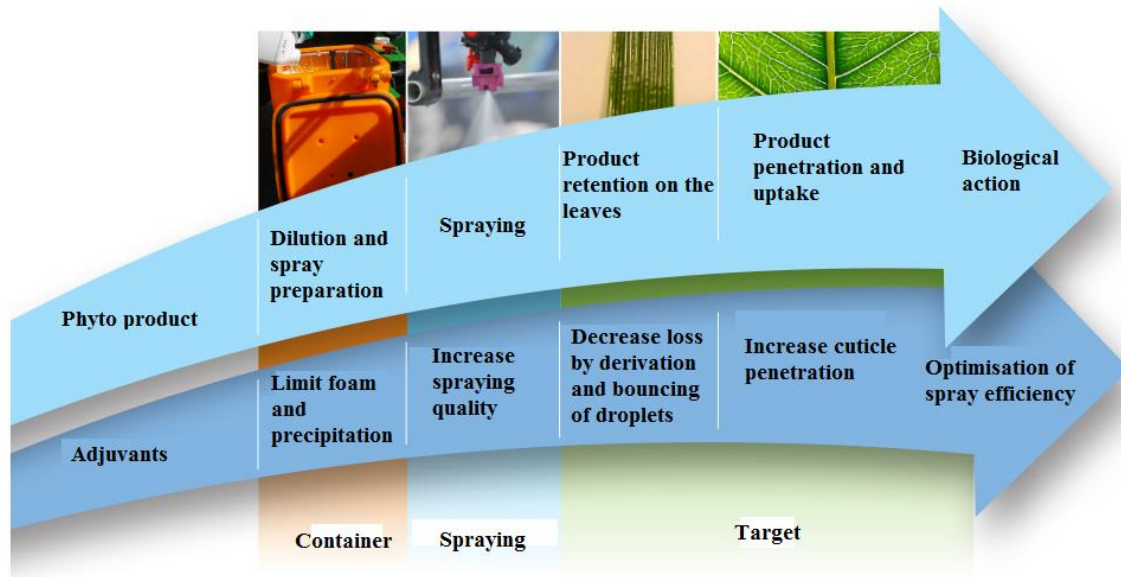 Phyto product
Dilution and
spray
preparation
Spraying
Product
retention on the
leaves
Product
penetration and
uptake
Biological
action
Adjuvants
Limit foam
and
precipitation
Increase
spraying
quality
Decrease loss
by derivation
and bouncing
of droplets
Increase cuticle
penetration
Optimisation of
spray efficiency
Container
Spraying
Target